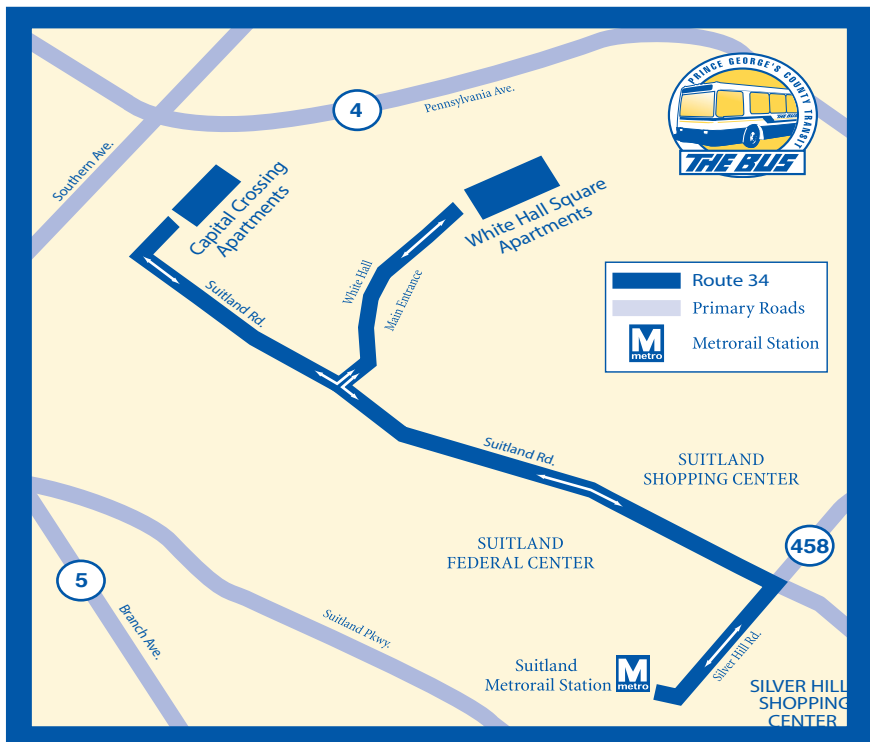 PRINCE GEORGE'S COUNTY TRANSIT
THE BUS
THE BUS
4
Pennsylvania Ave.
Southern Ave.
Capital Crossing
Apartments
White Hall Square
Apartments
White Hall
Main Entrance
Suitland Rd.
Route 34
Primary Roads
M
metro
Metrorail Station
Suitland Rd.
SUITLAND
SHOPPING CENTER
SUITLAND
FEDERAL CENTER
458
5
Branch Ave.
Suitland Pkwy.
Silver Hill Rd.
Suitland
Metrorail Station
M
metro
SILVER HILL
SHOPPING
CENTER